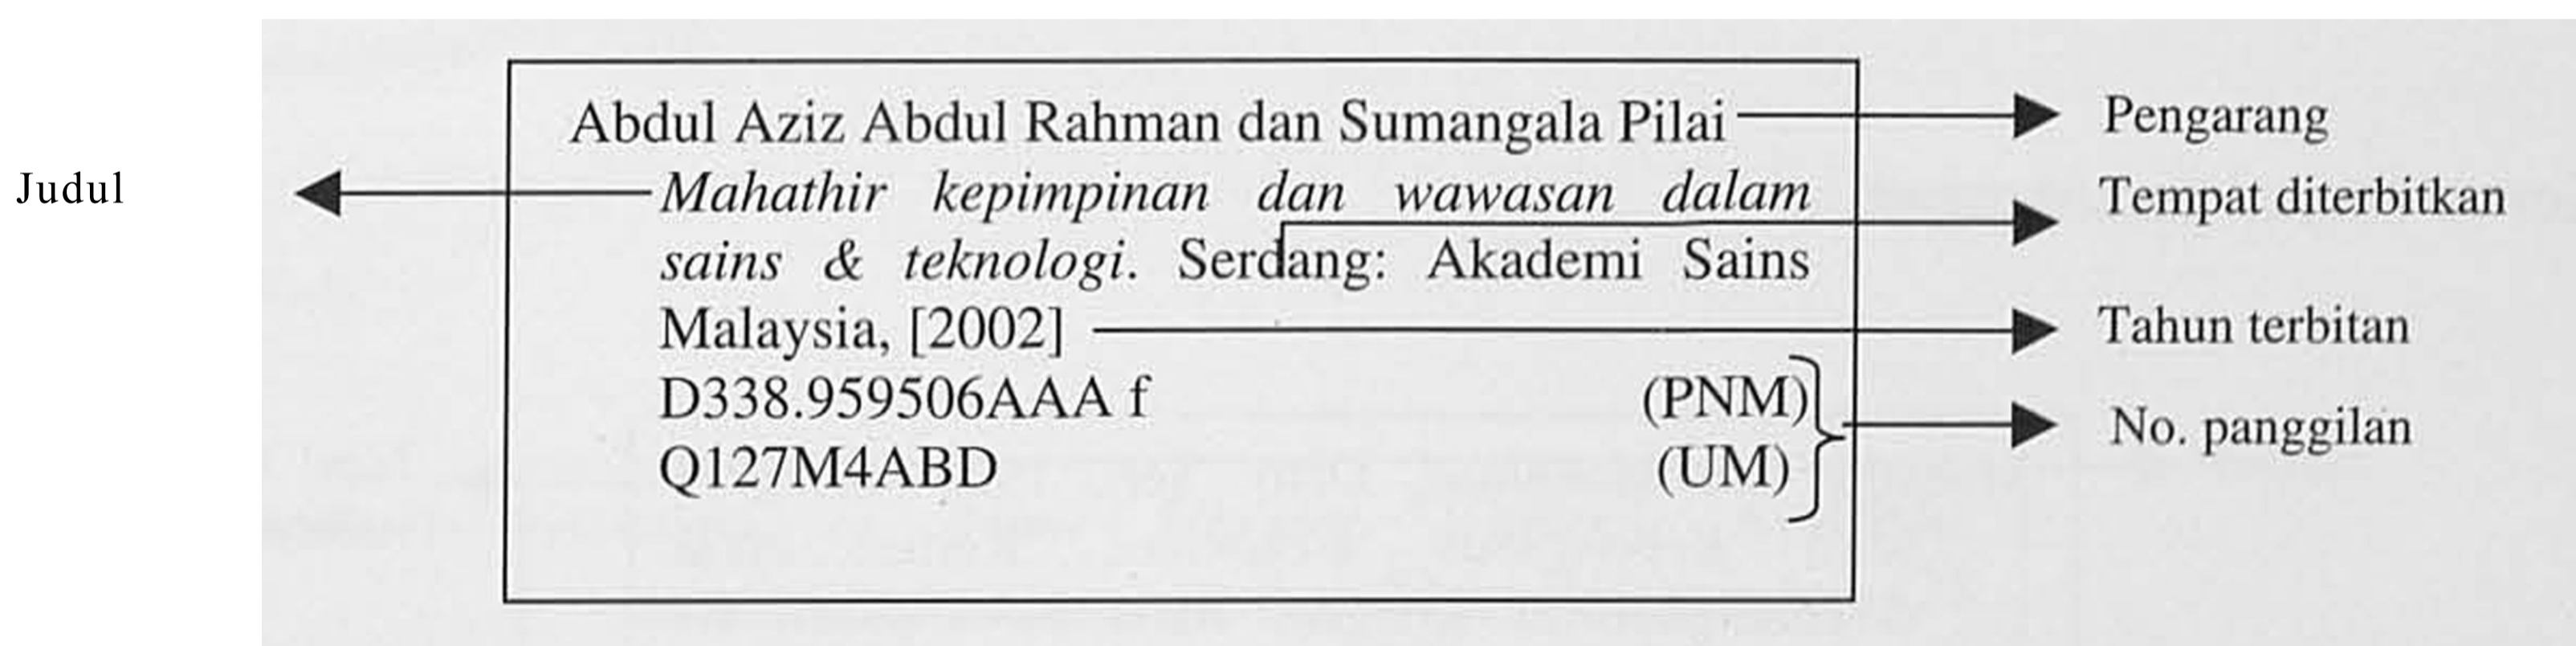 Abdul Aziz Abdul Rahman dan Sumangala Pilai
Pengarang
Judul
Mahathir kepimpinan dan wawasan dalam
Tempat diterbitkan
sains & teknologi. Serdang: Akademi Sains
Malaysia, [2002]
Tahun terbitan
D338.959506AAA f (PNM)
No. panggilan
Q127M4ABD (UM)